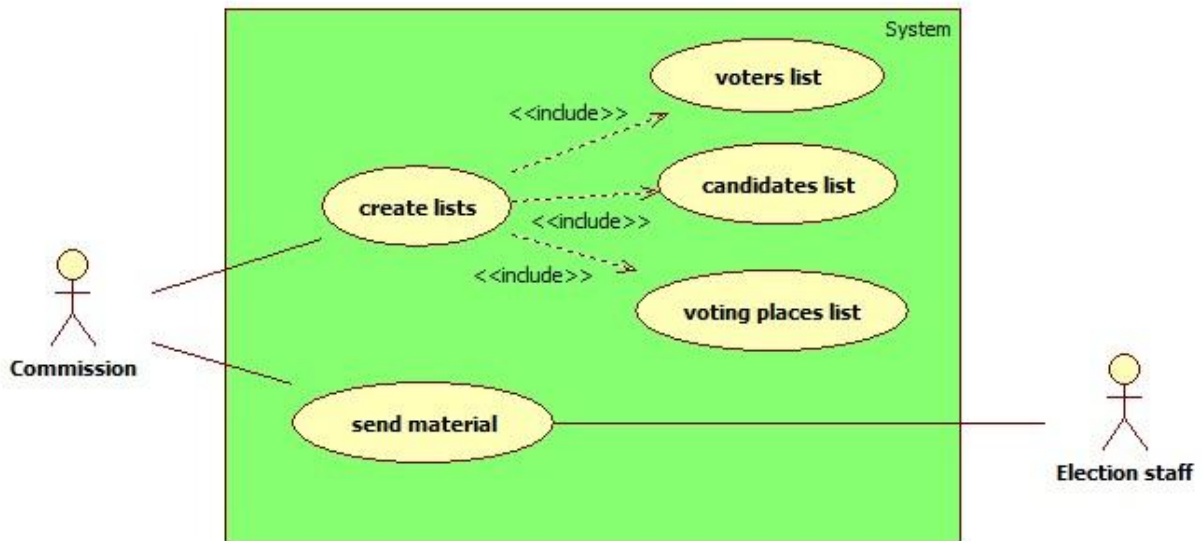 System
voters list
<<include>>
candidates list
create lists
<<include>>
<<include>>
voting places list
Commission
send material
Election staff